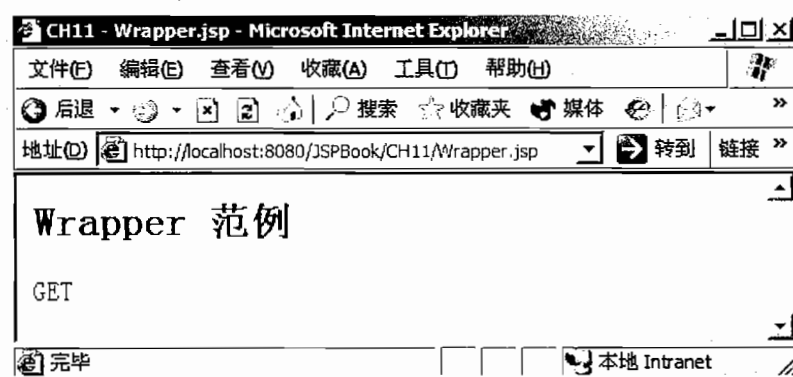 CH11 - Wrapper.jsp - Microsoft Internet Explorer
文件(F) 编辑(E) 查看(V) 收藏(A) 工具(T) 帮助(H)
后退 搜索 收藏夹 媒体 »
地址(D) http://localhost:8080/JSPBook/CH11/Wrapper.jsp 转到 链接 »
Wrapper 范例
GET
完毕 本地 Intranet